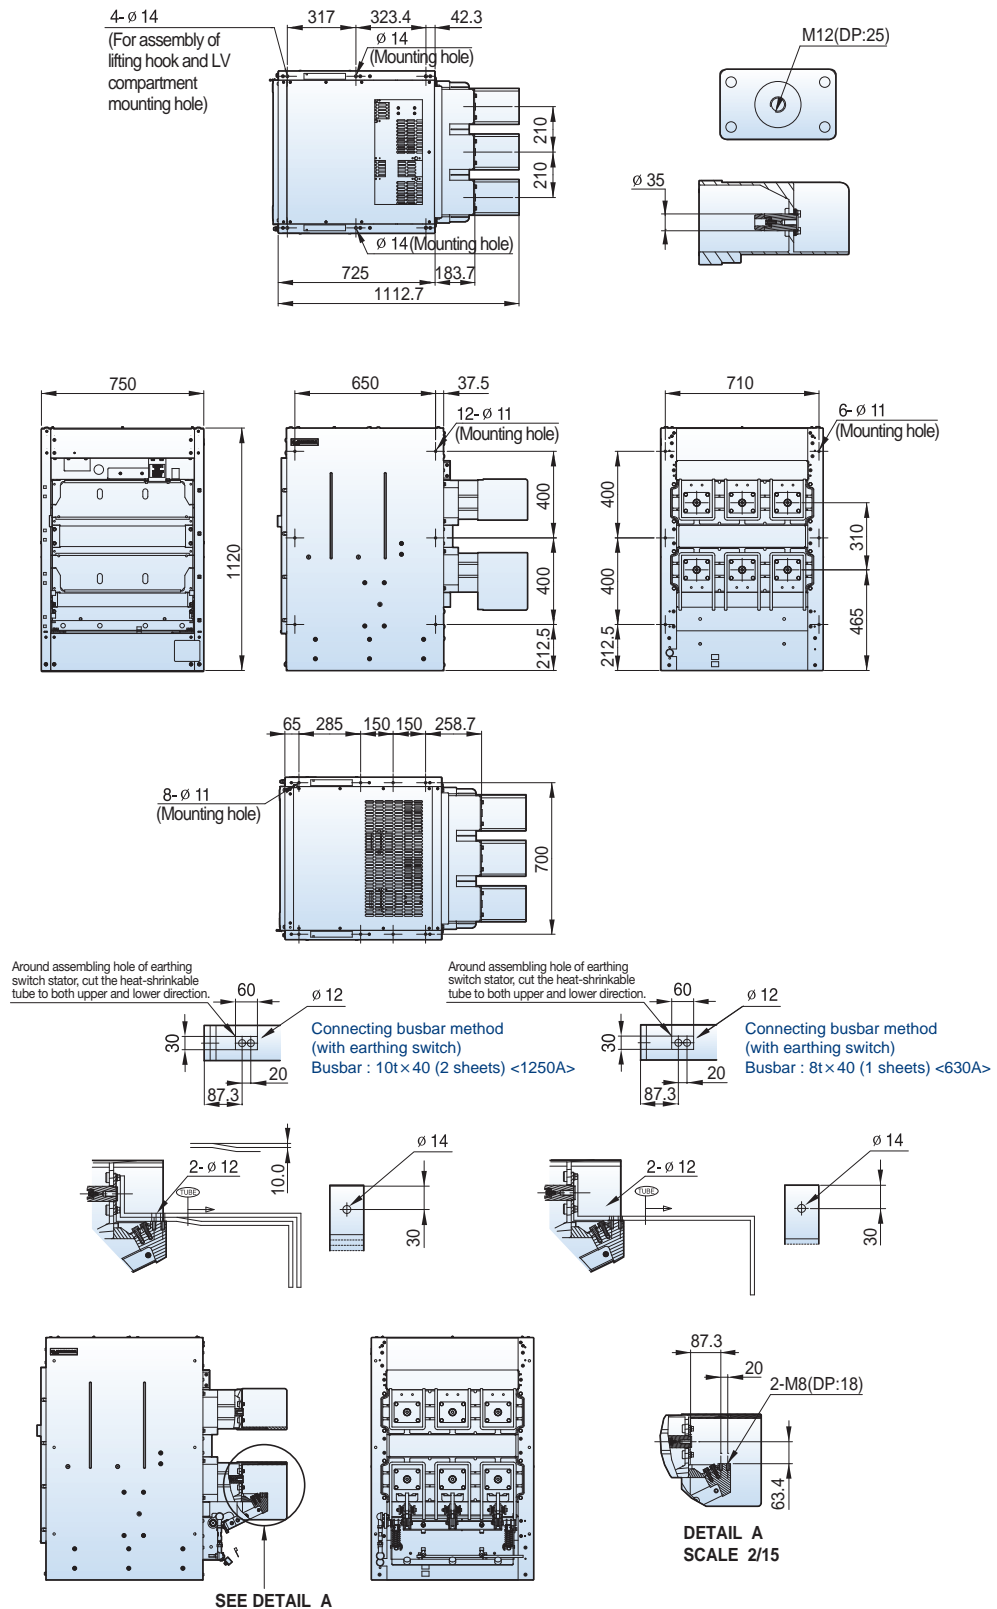 4- ø 14
(For assembly of
lifting hook and LV
compartment
mounting hole)
317
323.4
42.3
ø 14
(Mounting hole)
210
210
ø 14(Mounting hole)
725
183.7
1112.7
M12(DP:25)
ø 35
750
1120
650
37.5
12- ø 11
(Mounting hole)
400
400
212.5
710
6- ø 11
(Mounting hole)
400
400
212.5
310
465
65
285
150
150
258.7
8- ø 11
(Mounting hole)
700
Around assembling hole of earthing
switch stator, cut the heat-shrinkable
tube to both upper and lower direction.
60
ø 12
30
20
87.3
Connecting busbar method
(with earthing switch)
Busbar : 10t×40 (2 sheets) <1250A>
Around assembling hole of earthing
switch stator, cut the heat-shrinkable
tube to both upper and lower direction.
60
ø 12
30
20
87.3
Connecting busbar method
(with earthing switch)
Busbar : 8t×40 (1 sheets) <630A>
10.0
2- ø 12
TUBE
ø 14
30
2- ø 12
TUBE
ø 14
30
SEE DETAIL A
87.3
20
2-M8(DP:18)
63.4
DETAIL A
SCALE 2/15